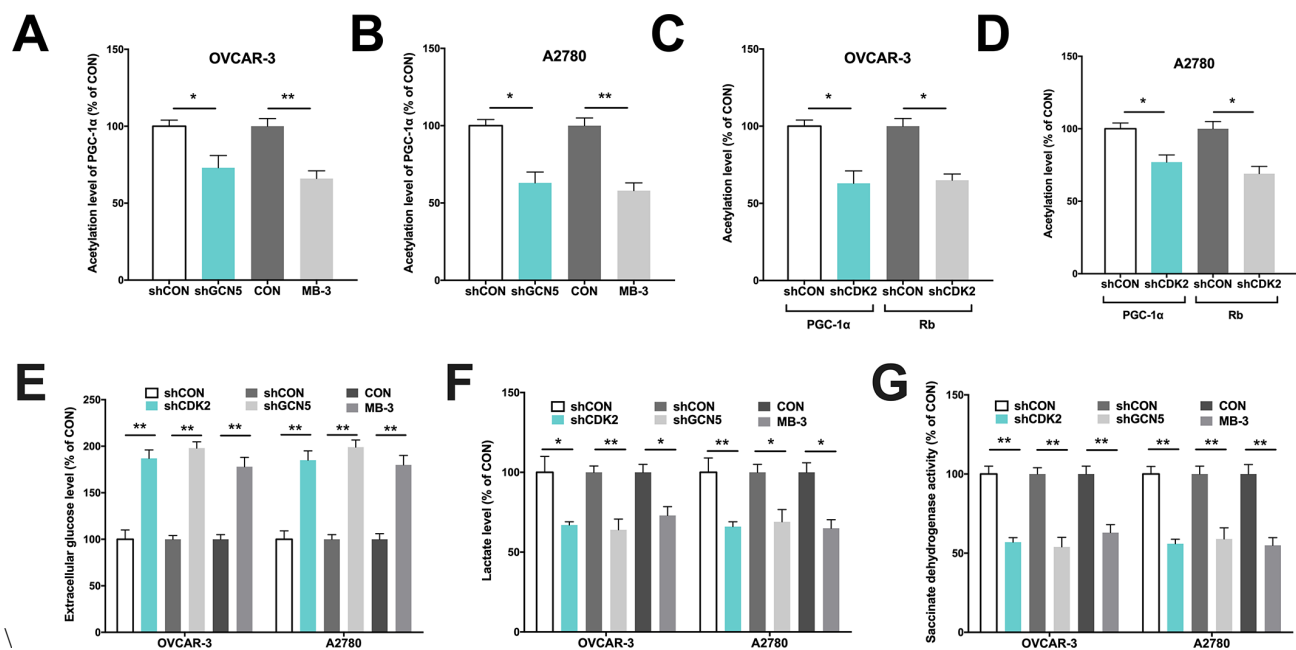 A
OVCAR-3
Acetylation level of PGC-1α (% of CON)
150
100
50
0
*
**
shCON shGCN5 CON MB-3
B
A2780
Acetylation level of PGC-1α (% of CON)
150
100
50
0
*
**
shCON shGCN5 CON MB-3
C
OVCAR-3
Acetylation level (% of CON)
150
100
50
0
*
*
shCON shCDK2 shCON shCDK2
PGC-1α Rb
D
A2780
Acetylation level (% of CON)
150
100
50
0
*
*
shCON shCDK2 shCON shCDK2
PGC-1α Rb
E
shCON shCON CON
shCDK2 shGCN5 MB-3
Extracellular glucose level (% of CON)
250
200
150
100
50
0
** ** ** ** ** **
OVCAR-3 A2780
F
shCON shCON CON
shCDK2 shGCN5 MB-3
Lactate level (% of CON)
150
100
50
0
* ** * ** * *
OVCAR-3 A2780
G
shCON shCON CON
shCDK2 shGCN5 MB-3
Saccinate dehydrogenase activity (% of CON)
150
100
50
0
** ** ** ** ** **
OVCAR-3 A2780